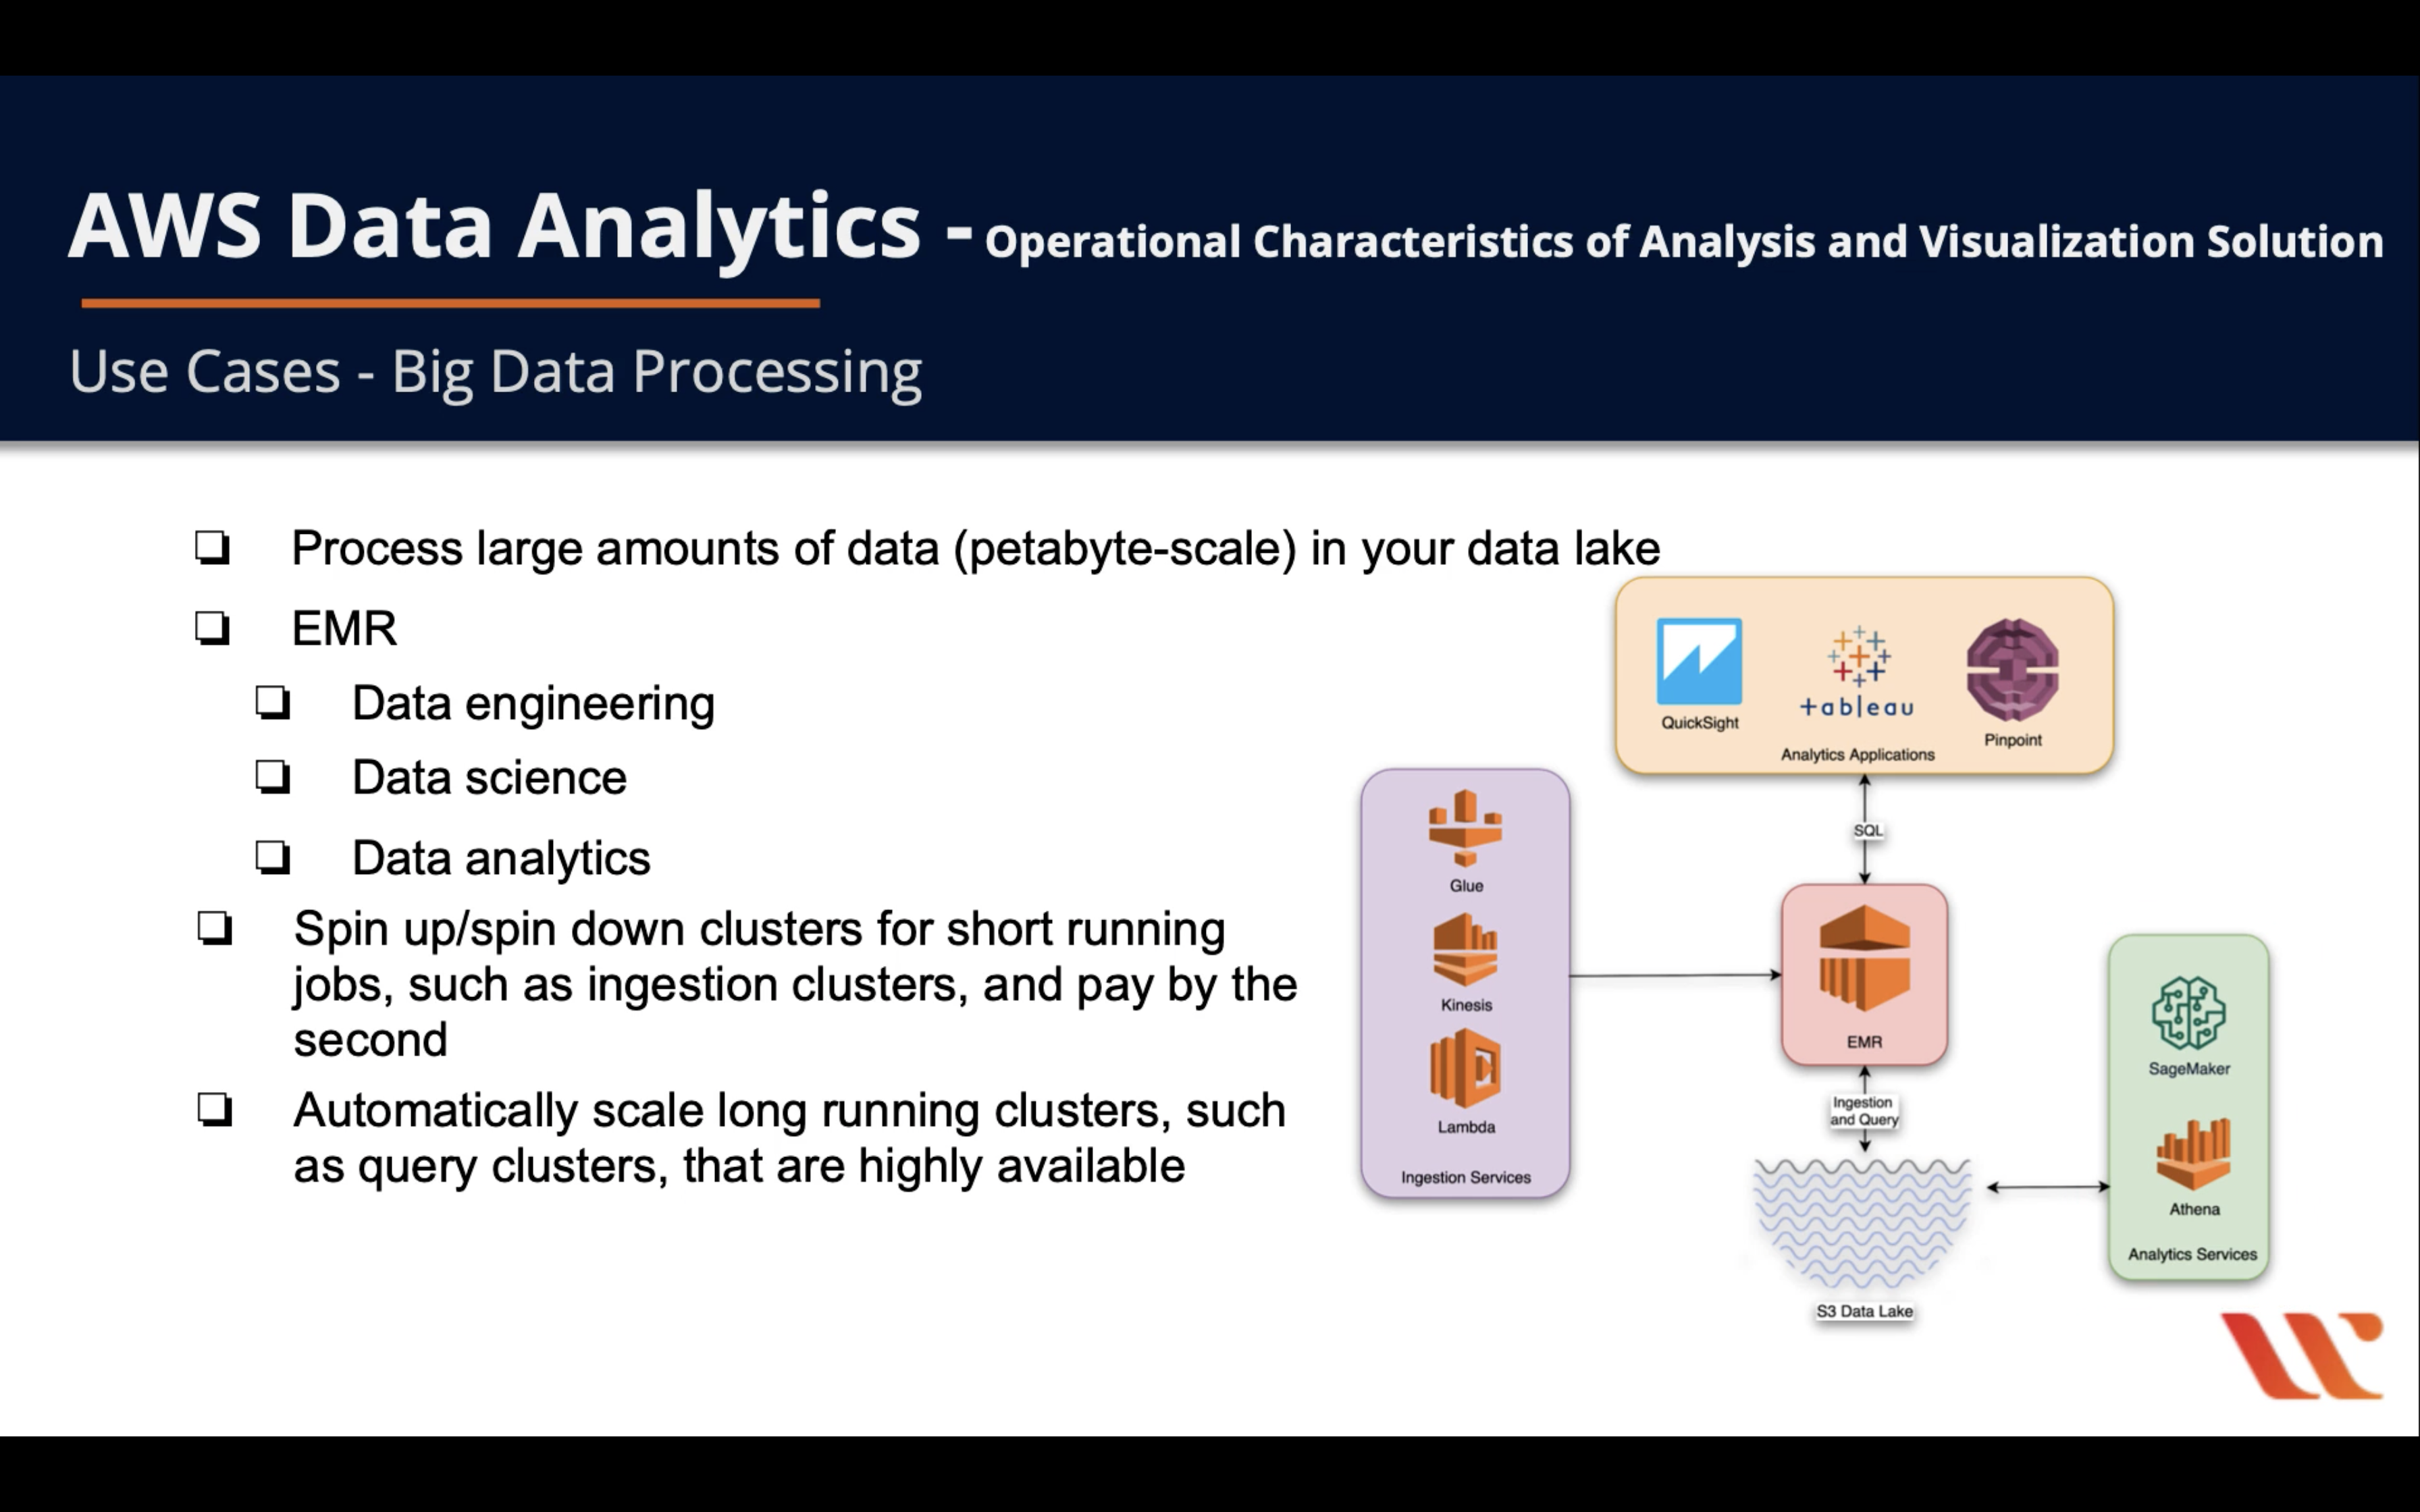 AWS Data Analytics - Operational Characteristics of Analysis and Visualization Solution
Use Cases - Big Data Processing
Process large amounts of data (petabyte-scale) in your data lake
EMR
Data engineering
Data science
Data analytics
Spin up/spin down clusters for short running
jobs, such as ingestion clusters, and pay by the
second
Automatically scale long running clusters, such
as query clusters, that are highly available
QuickSight
+ableau
Pinpoint
Analytics Applications
SQL
Glue
Kinesis
Lambda
Ingestion Services
EMR
Ingestion
and Query
S3 Data Lake
SageMaker
Athena
Analytics Services